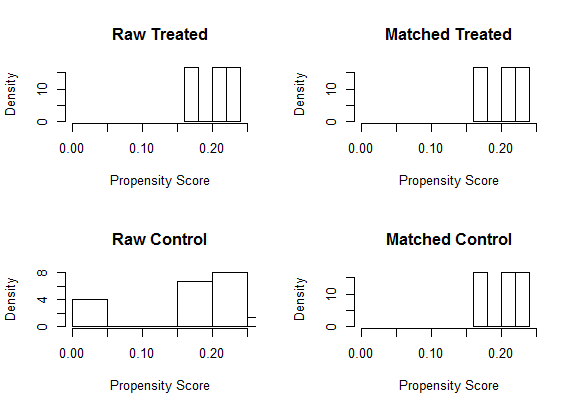 Raw Treated
Density
0 10
0.00 0.10 0.20
Propensity Score
Matched Treated
Density
0 10
0.00 0.10 0.20
Propensity Score
Raw Control
Density
0 4 8
0.00 0.10 0.20
Propensity Score
Matched Control
Density
0 10
0.00 0.10 0.20
Propensity Score